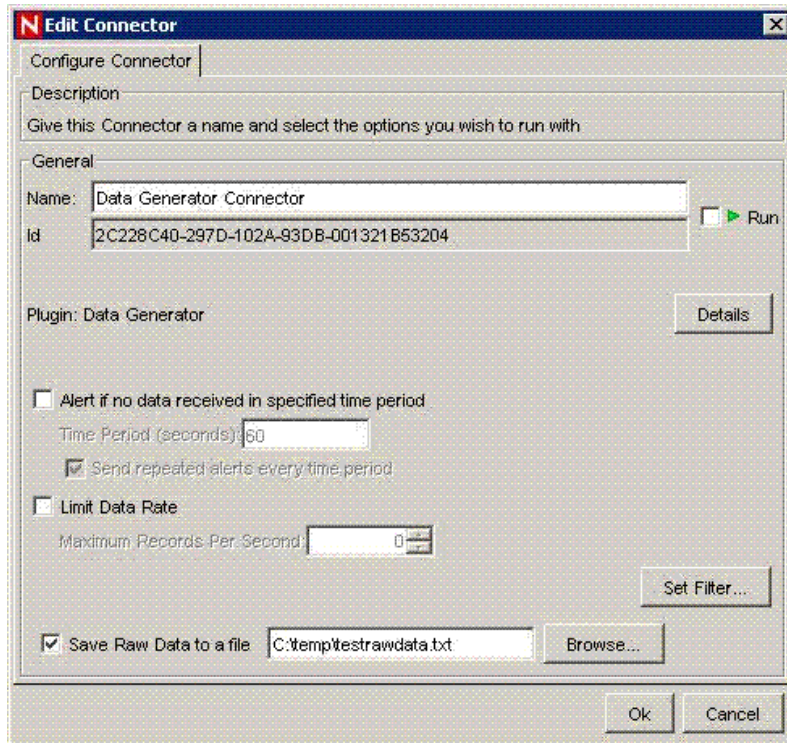 N Edit Connector
Configure Connector
Description
Give this Connector a name and select the options you wish to run with
General
Name: Data Generator Connector
Run
Id 2C228C40-297D-102A-93DB-001321B53204
Plugin: Data Generator Details
Alert if no data received in specified time period
Time Period (seconds): 60
Send repeated alerts every time period
Limit Data Rate
Maximum Records Per Second: 0
Set Filter...
Save Raw Data to a file C:\temp\testrawdata.txt Browse...
Ok Cancel